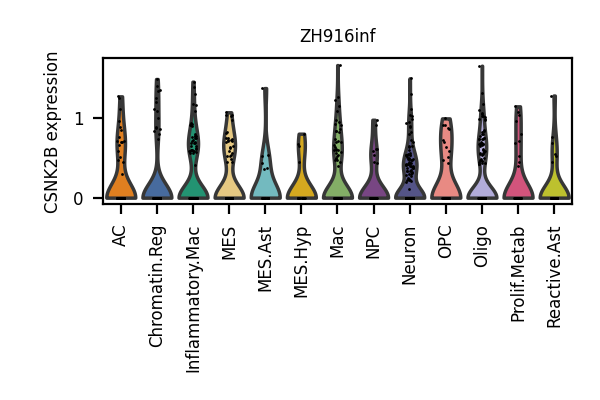 ZH916inf
CSNK2B expression
1
0
AC
Chromatin.Reg
Inflammatory.Mac
MES
MES.Ast
MES.Hyp
Mac
NPC
Neuron
OPC
Oligo
Prolif.Metab
Reactive.Ast